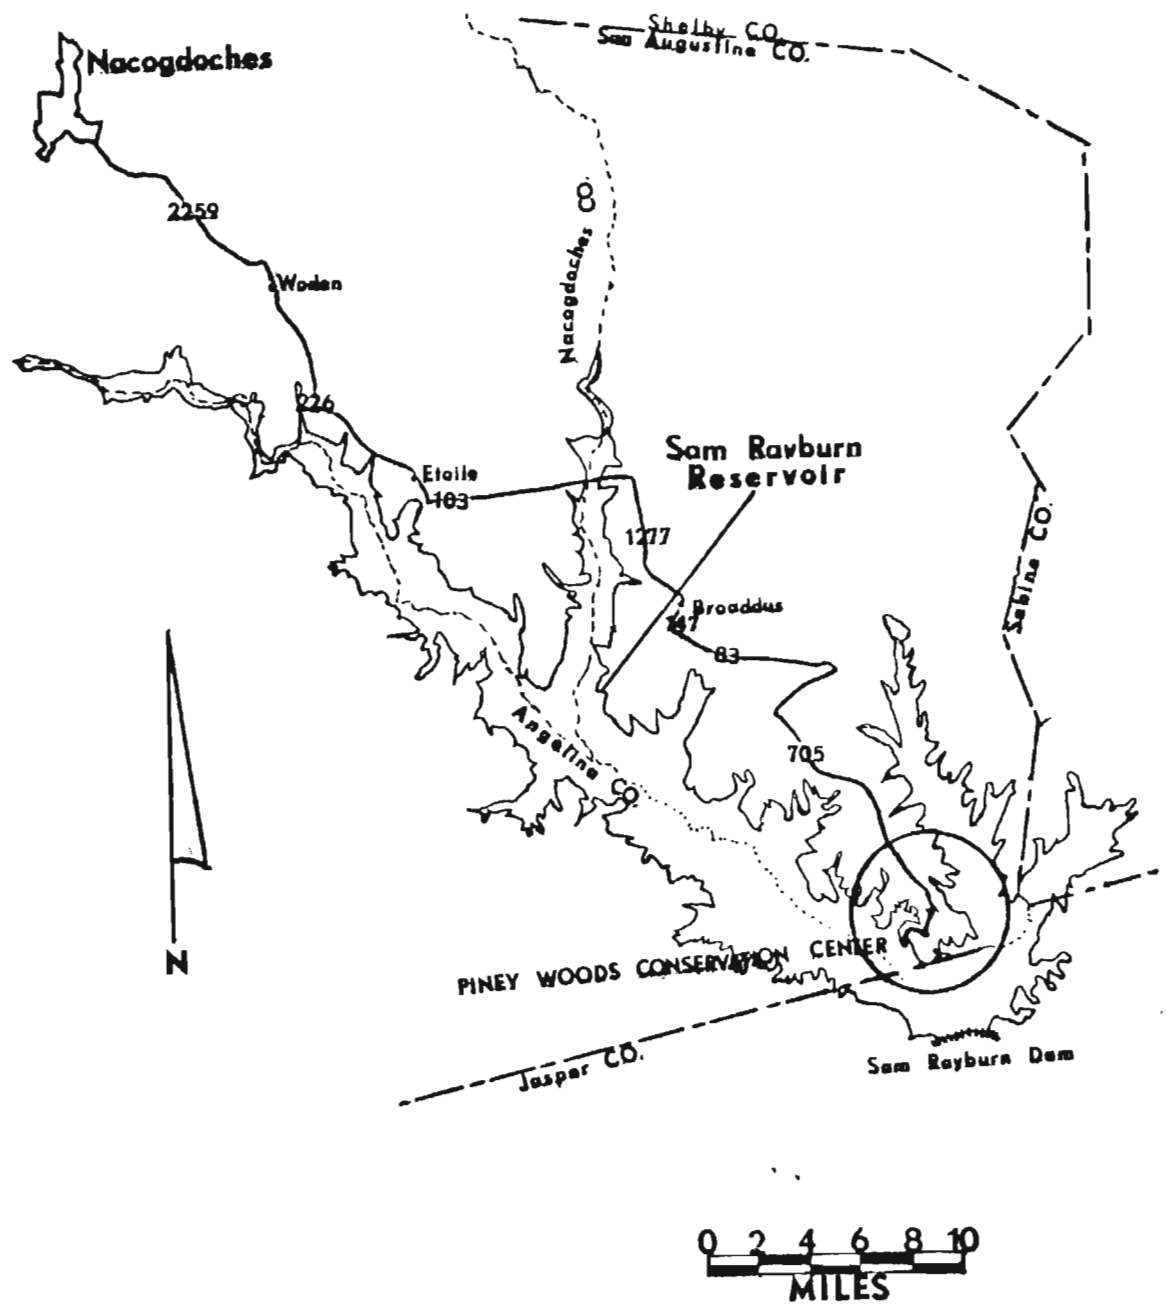 Shelby CO.
San Augustine CO.
Nacogdoches
Nacogdoches CO
2259
Woden
226
Sam Rayburn
Reservoir
Etoile
103
1277
Sabine CO.
Broaddus
147
83
Angelina CO.
705
PINEY WOODS CONSERVATION CENTER
Jasper CO.
Sam Rayburn Dam
N
0 2 4 6 8 10
MILES